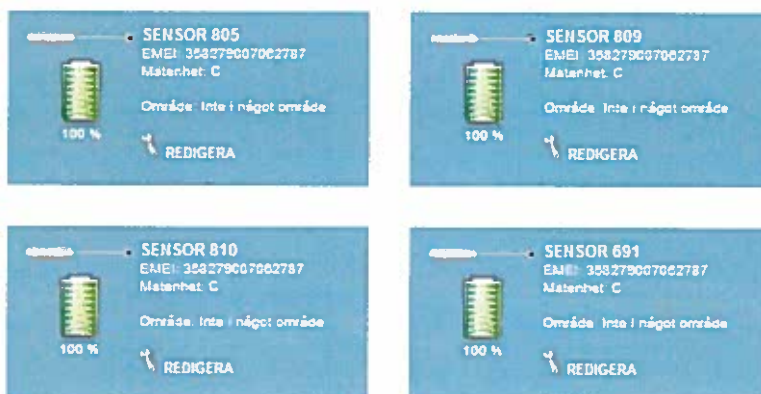 SENSOR 805
EMEI: 358279007062787
Matenhet: C
Område: Inte i något område
100 %
REDIGERA
SENSOR 809
EMEI: 358279007062787
Matenhet: C
Område: Inte i något område
100 %
REDIGERA
SENSOR 810
EMEI: 358279007062787
Matenhet: C
Område: Inte i något område
100 %
REDIGERA
SENSOR 691
EMEI: 358279007062787
Matenhet: C
Område: Inte i något område
100 %
REDIGERA